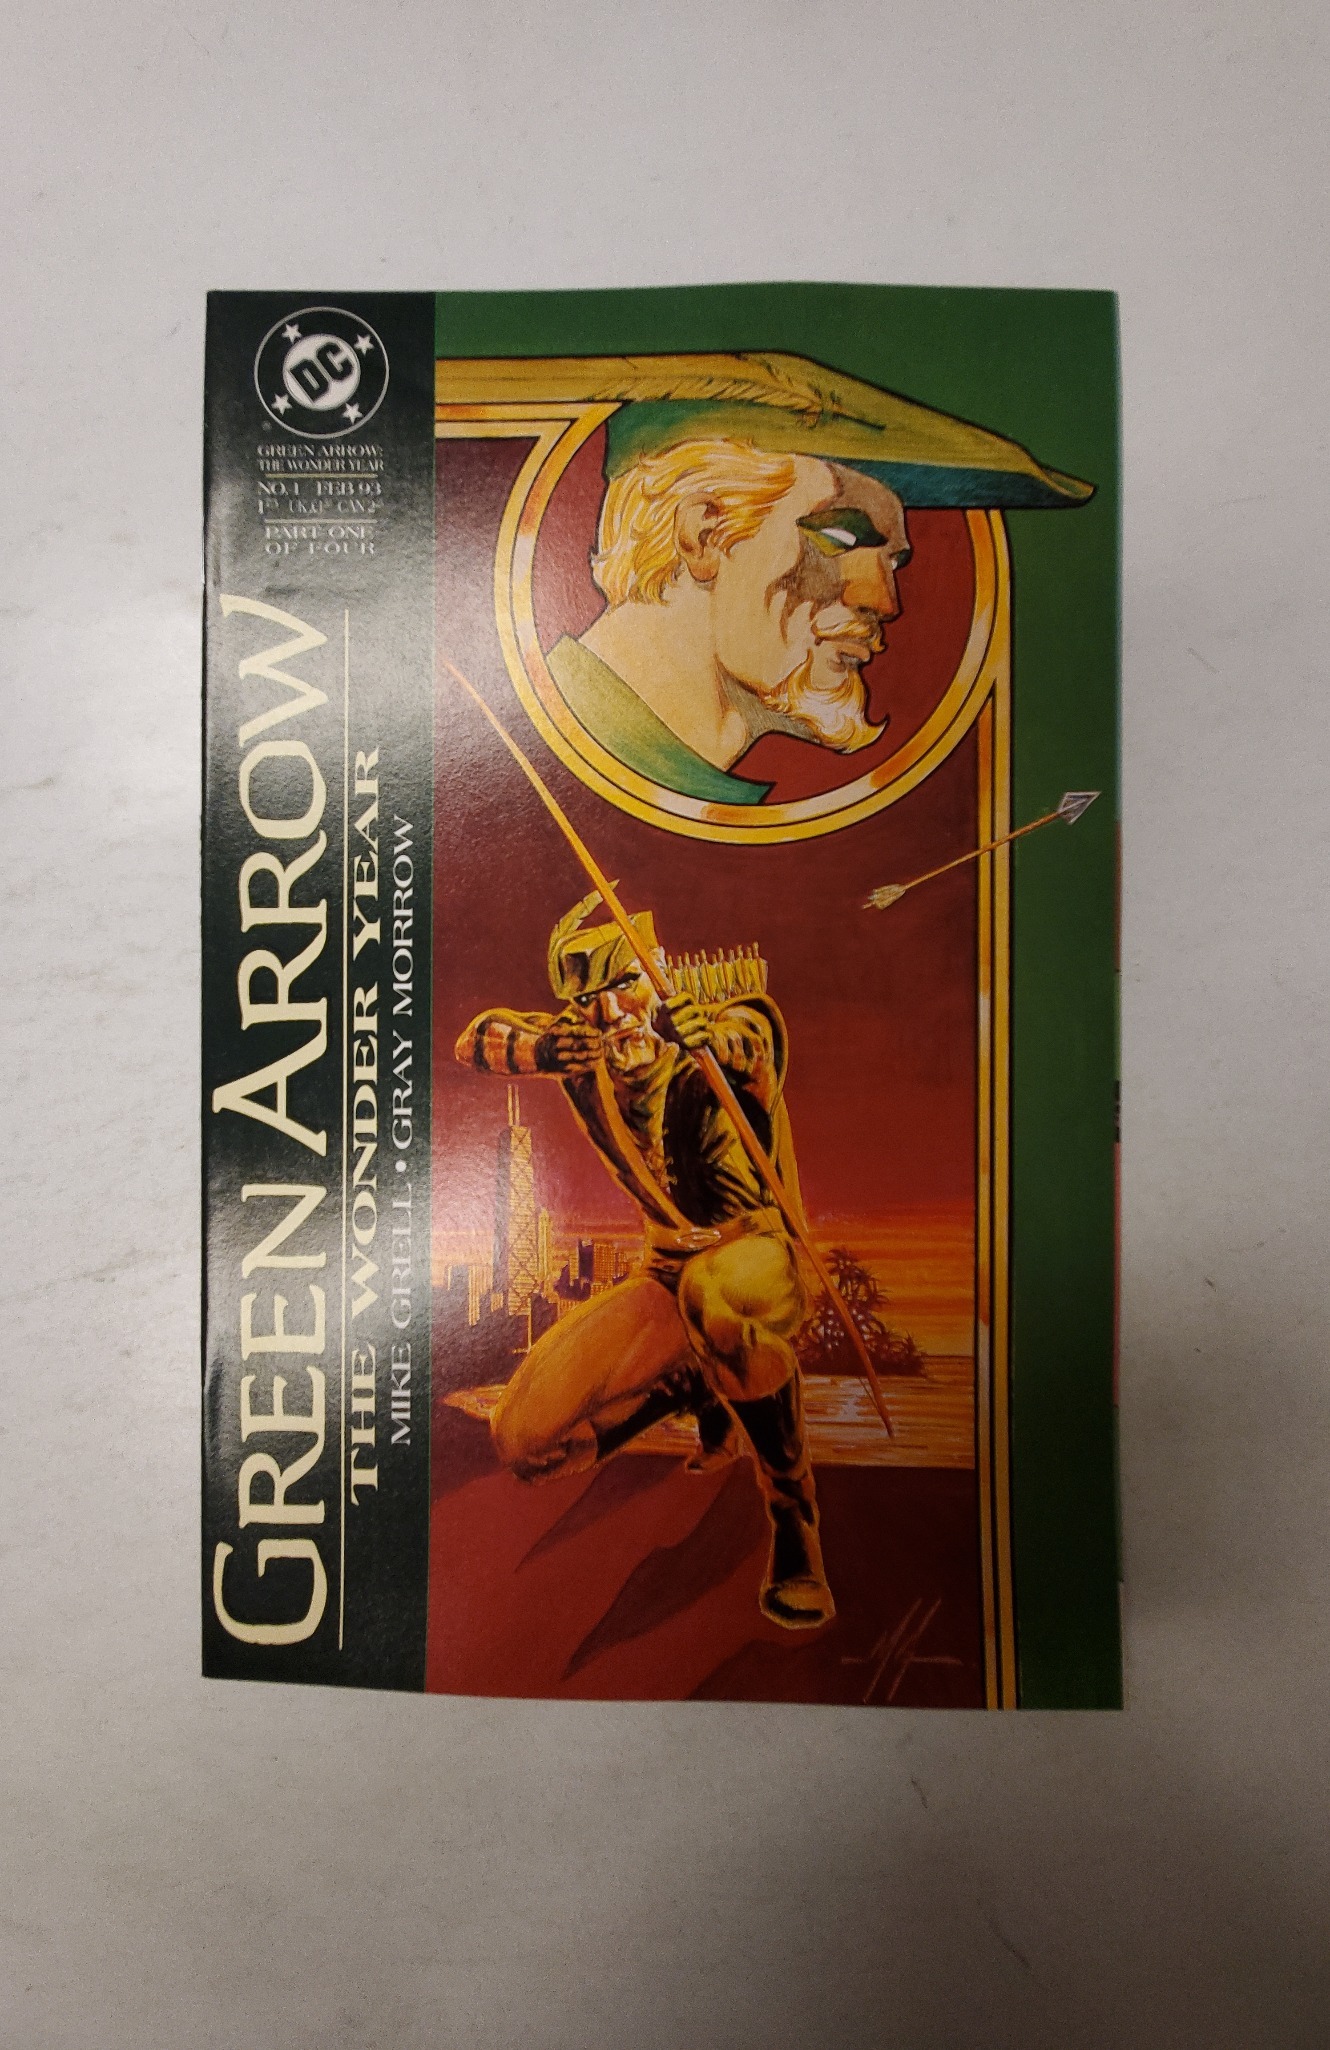 DC
GREEN ARROW:
THE WONDER YEAR
NO. 1 FEB 93
PART ONE
OF FOUR
GREEN ARROW
THE WONDER YEAR
MIKE GRELL • GRAY MORROW